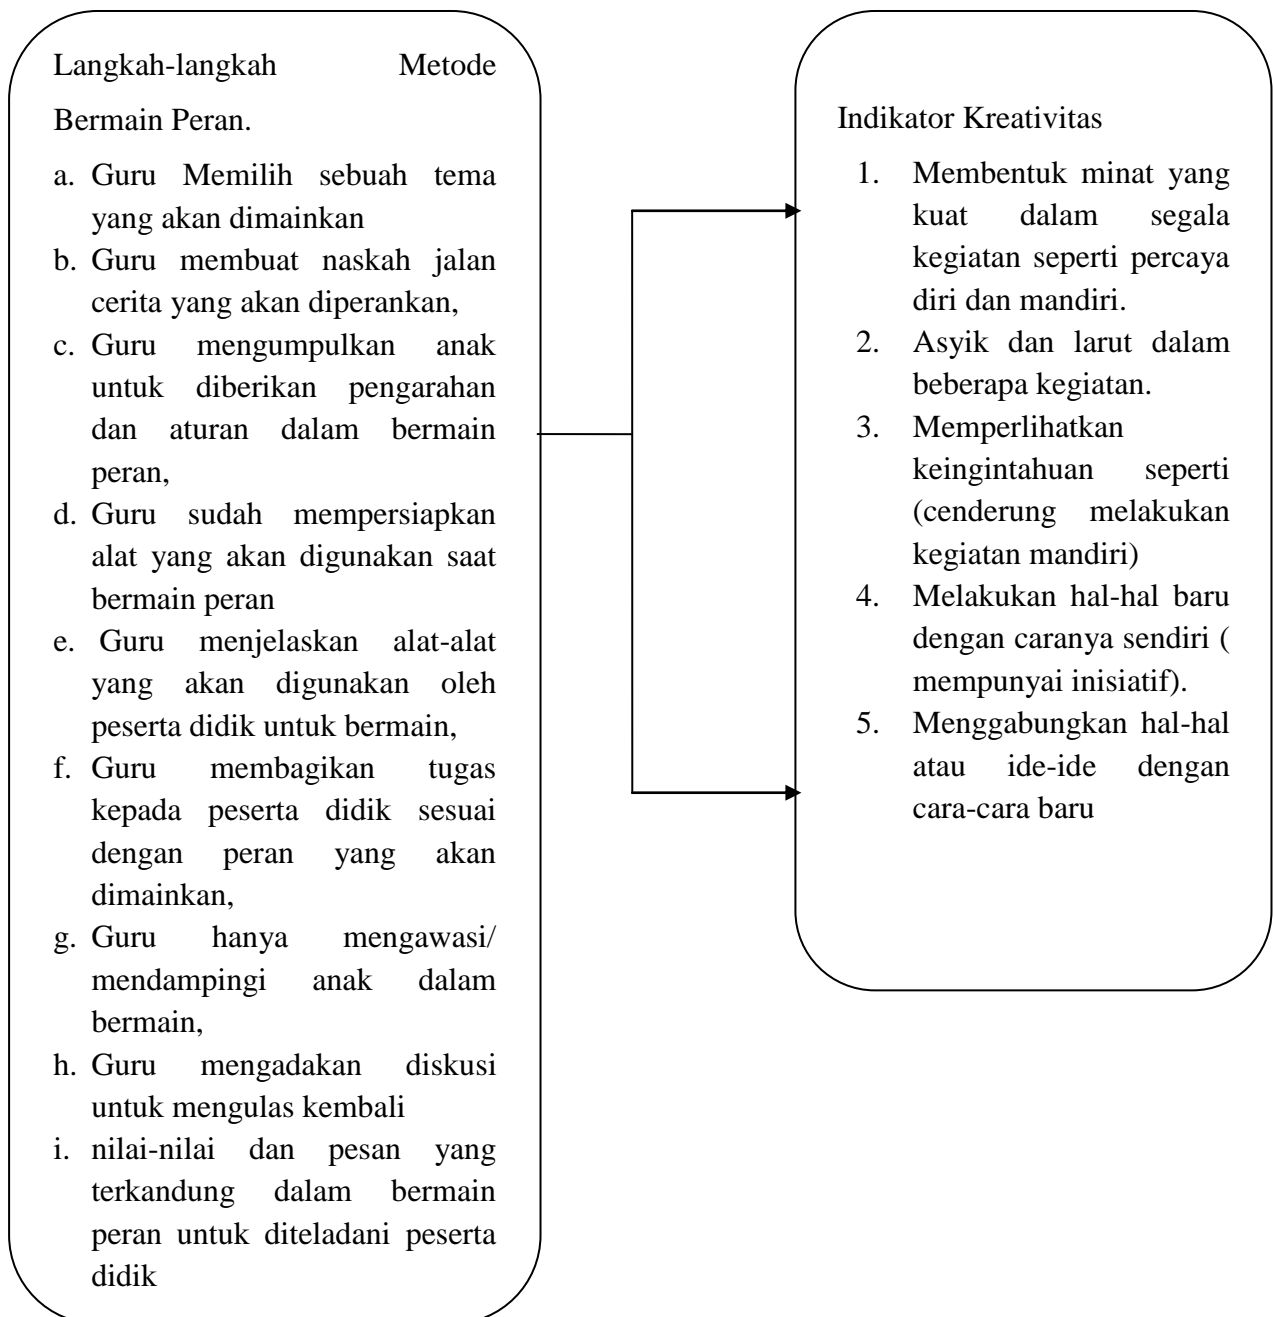 Langkah-langkah Metode
Bermain Peran.
a. Guru Memilih sebuah tema
yang akan dimainkan
b. Guru membuat naskah jalan
cerita yang akan diperankan,
c. Guru mengumpulkan anak
untuk diberikan pengarahan
dan aturan dalam bermain
peran,
d. Guru sudah mempersiapkan
alat yang akan digunakan saat
bermain peran
e. Guru menjelaskan alat-alat
yang akan digunakan oleh
peserta didik untuk bermain,
f. Guru membagikan tugas
kepada peserta didik sesuai
dengan peran yang akan
dimainkan,
g. Guru hanya mengawasi/
mendampingi anak dalam
bermain,
h. Guru mengadakan diskusi
untuk mengulas kembali
i. nilai-nilai dan pesan yang
terkandung dalam bermain
peran untuk diteladani peserta
didik
Indikator Kreativitas
1. Membentuk minat yang
kuat dalam segala
kegiatan seperti percaya
diri dan mandiri.
2. Asyik dan larut dalam
beberapa kegiatan.
3. Memperlihatkan
keingintahuan seperti
(cenderung melakukan
kegiatan mandiri)
4. Melakukan hal-hal baru
dengan caranya sendiri (
mempunyai inisiatif).
5. Menggabungkan hal-hal
atau ide-ide dengan
cara-cara baru